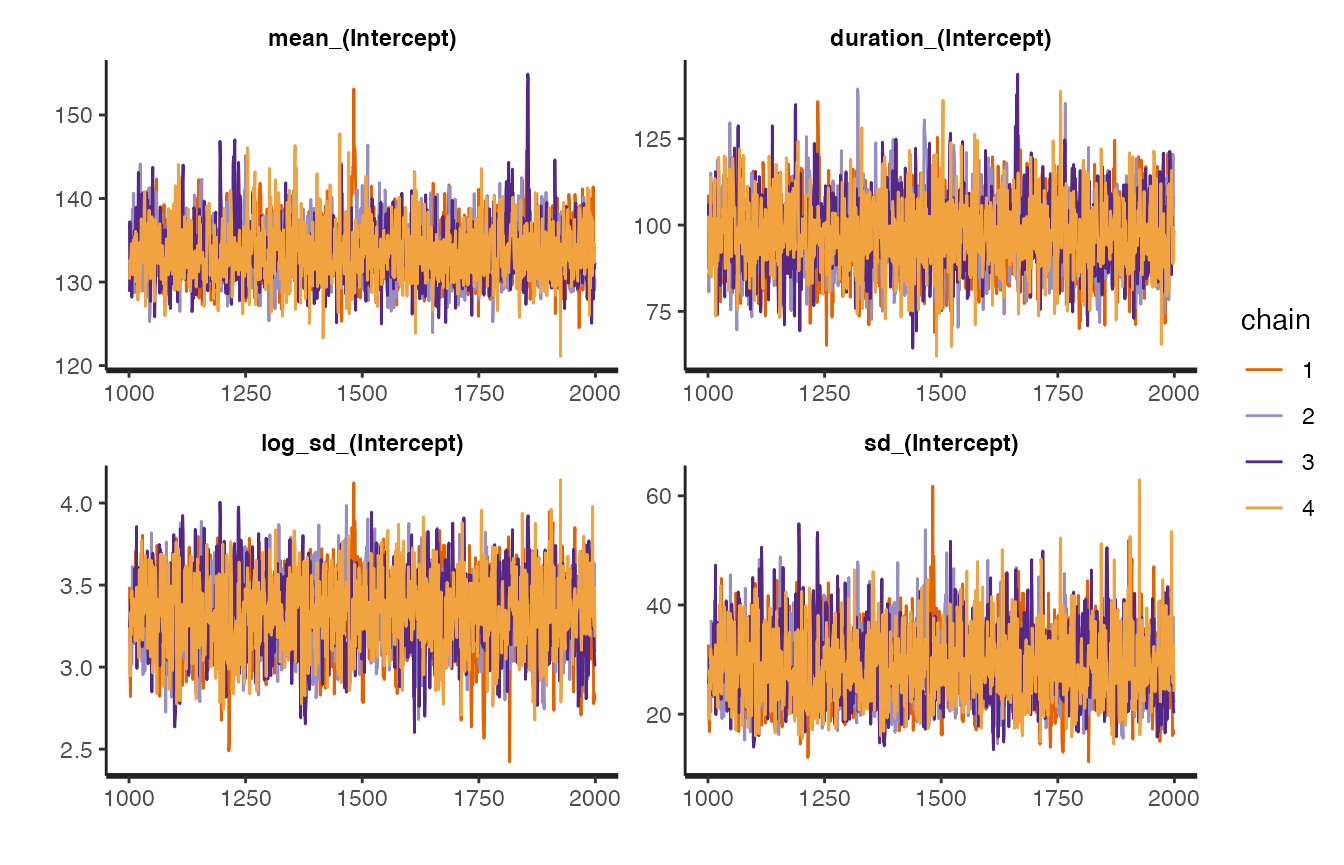 mean_(Intercept)
150
140
130
120
1000 1250 1500 1750 2000
duration_(Intercept)
125
100
75
1000 1250 1500 1750 2000
log_sd_(Intercept)
4.0
3.5
3.0
2.5
1000 1250 1500 1750 2000
sd_(Intercept)
60
40
20
1000 1250 1500 1750 2000
chain
1
2
3
4